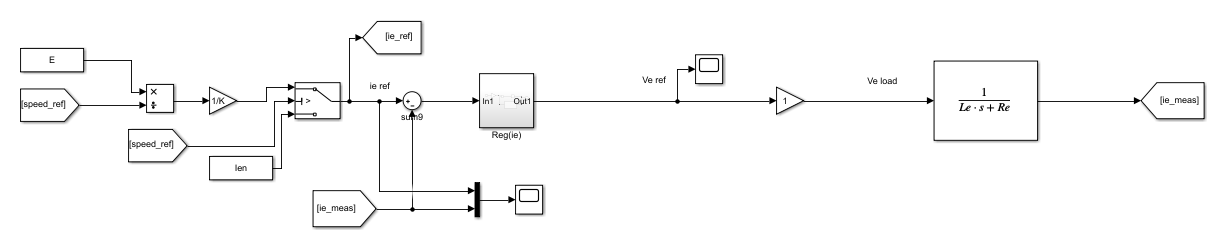 E
[speed_ref]
×
÷
1/K
>
[speed_ref]
Ien
[ie_ref]
ie ref
+
-
sum9
[ie_meas]
In1
Out1
Reg(ie)
Ve ref
1
Ve load
1
Le · s + Re
[ie_meas]